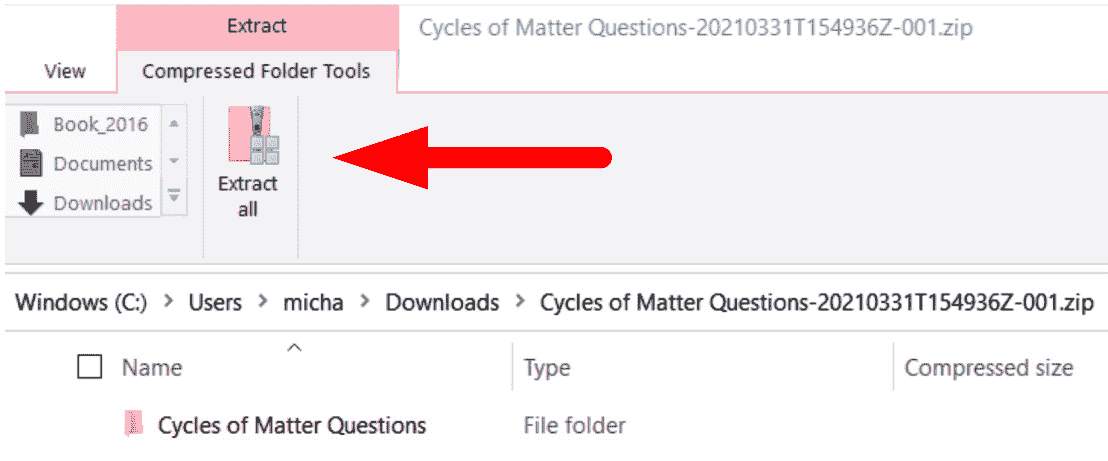 Extract
Cycles of Matter Questions-20210331T154936Z-001.zip
View
Compressed Folder Tools
Book_2016
Documents
Downloads
Extract
all
Windows (C:) > Users > micha > Downloads > Cycles of Matter Questions-20210331T154936Z-001.zip
Name Type Compressed size
Cycles of Matter Questions File folder